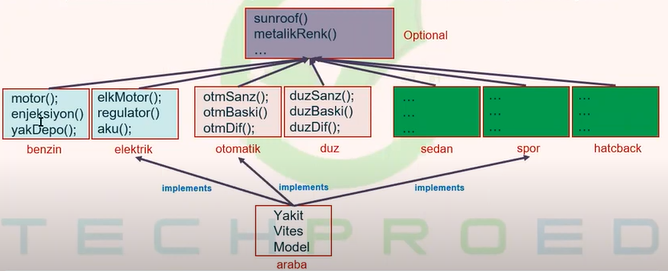 sunroof()
metalikRenk()
...
Optional
motor();
enjeksiyon()
yakDepo();
benzin
elkMotor();
regulator()
aku();
elektrik
otmSanz();
otmBaski()
otmDif();
otomatik
duzSanz();
duzBaski()
duzDif();
duz
...
...
...
sedan
...
...
...
spor
...
...
...
hatcback
implements
implements
implements
Yakit
Vites
Model
araba
TECHPROED